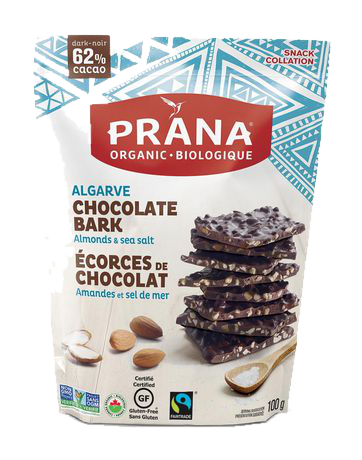 dark-noir
62%
cacao
SNACK
COLLATION
PRANA®
ORGANIC • BIOLOGIQUE
ALGARVE
CHOCOLATE
BARK
Almonds & sea salt
ÉCORCES DE
CHOCOLAT
Amandes et sel de mer
Certifié
Certified
GF
Gluten-Free
Sans Gluten
FAIRTRADE
100 g